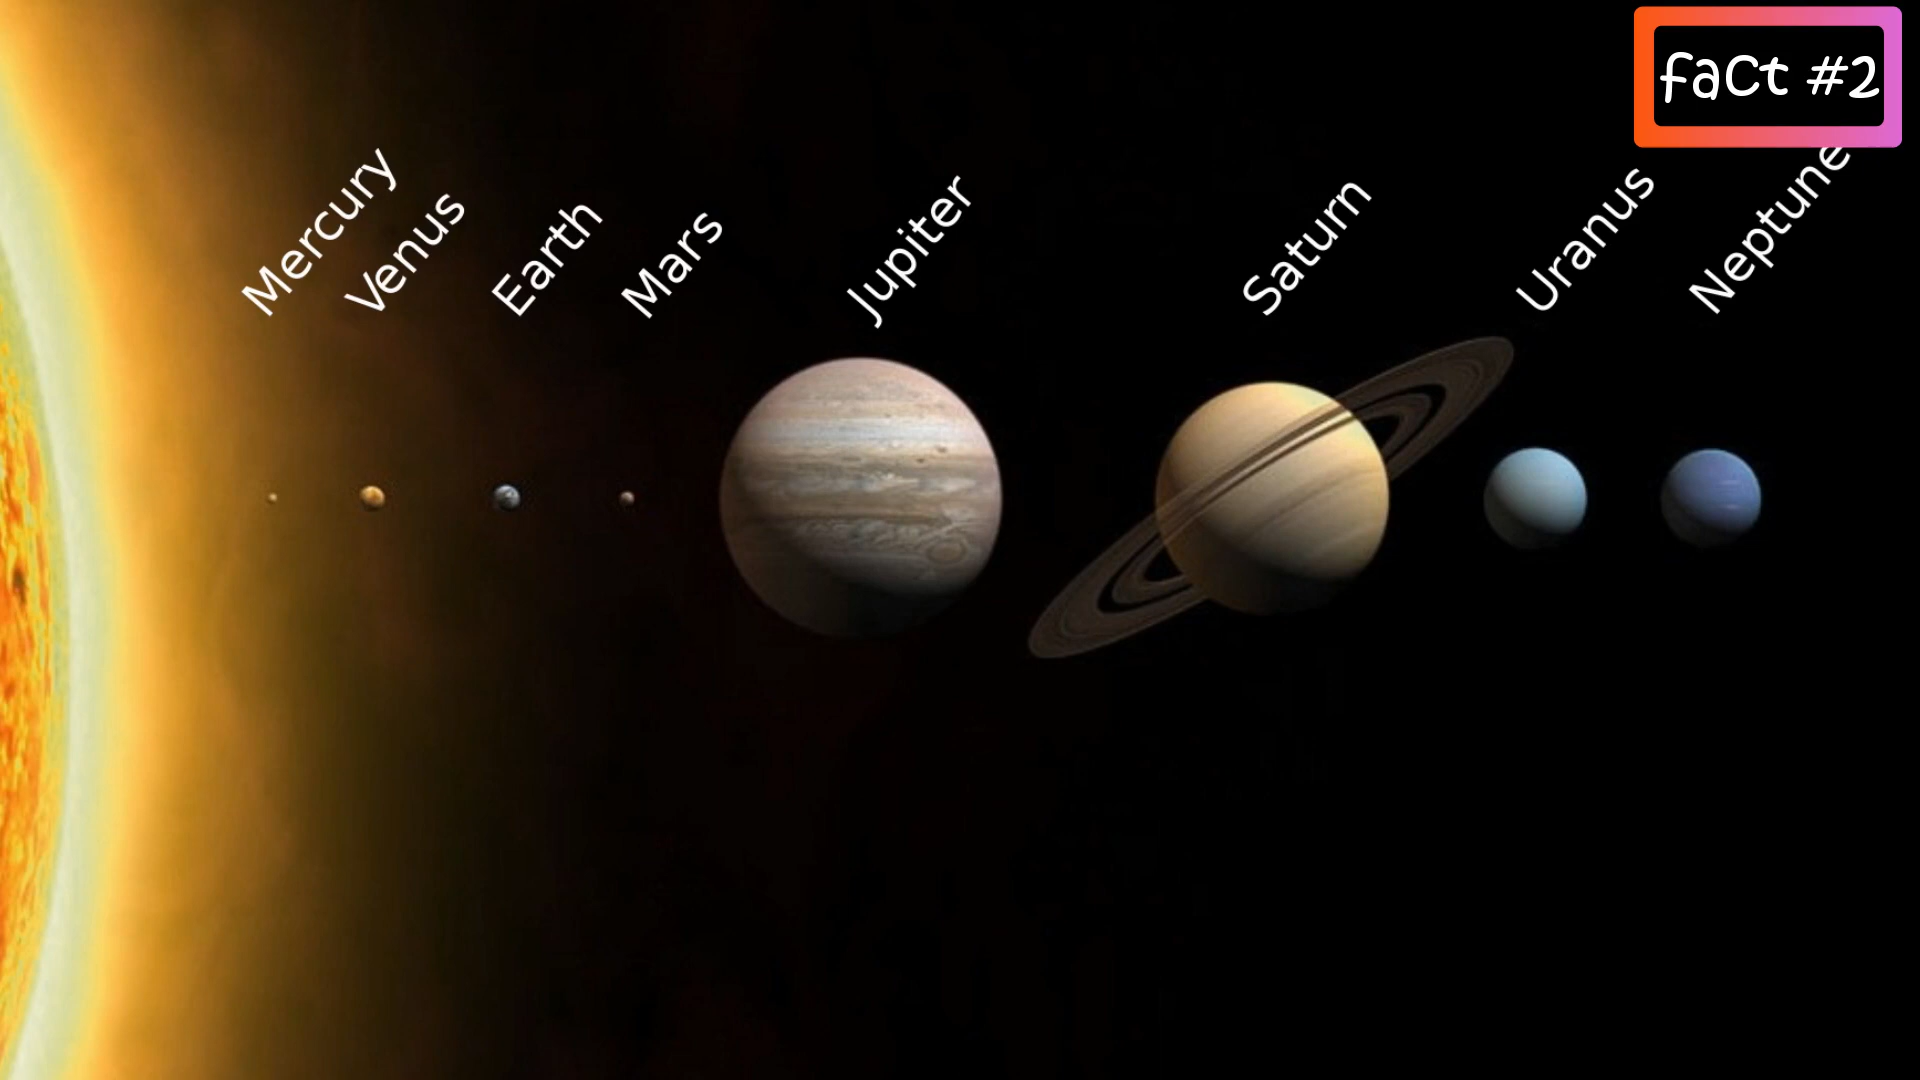 faCt #2
Mercury
Venus
Earth
Mars
Jupiter
Saturn
Uranus
Neptune